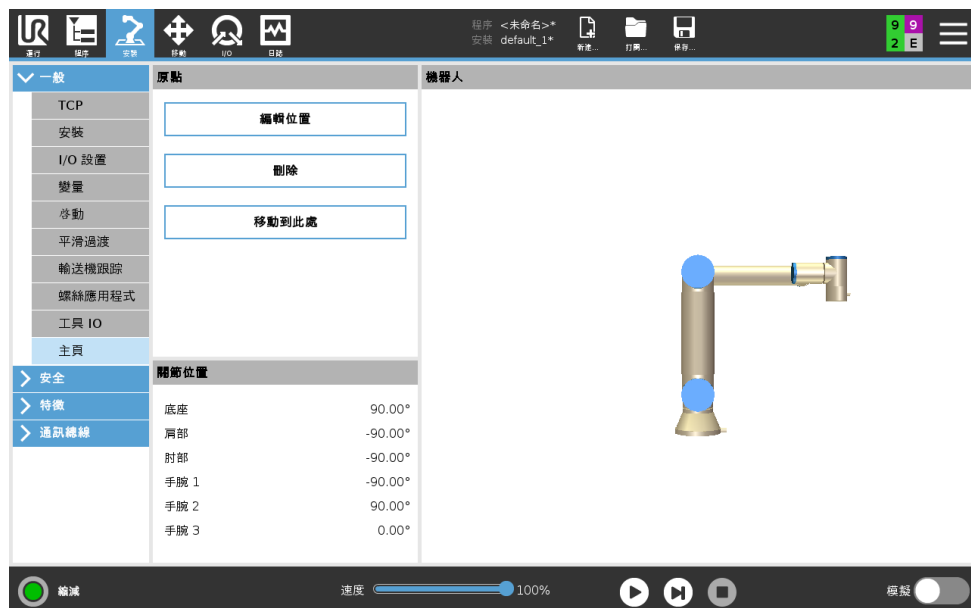 UR
運行 程序 安裝 移動 I/O 日誌
程序 <未命名>*
安裝 default_1*
新建... 打開... 保存...
9 9
2 E
一般
TCP
安裝
I/O 設置
變量
啓動
平滑過渡
輸送機跟踪
螺絲應用程式
工具 IO
主頁
安全
特徵
通訊總線
原點
編輯位置
刪除
移動到此處
關節位置
底座 90.00°
肩部 -90.00°
肘部 -90.00°
手腕 1 -90.00°
手腕 2 90.00°
手腕 3 0.00°
機器人
縮減
速度 100%
模擬